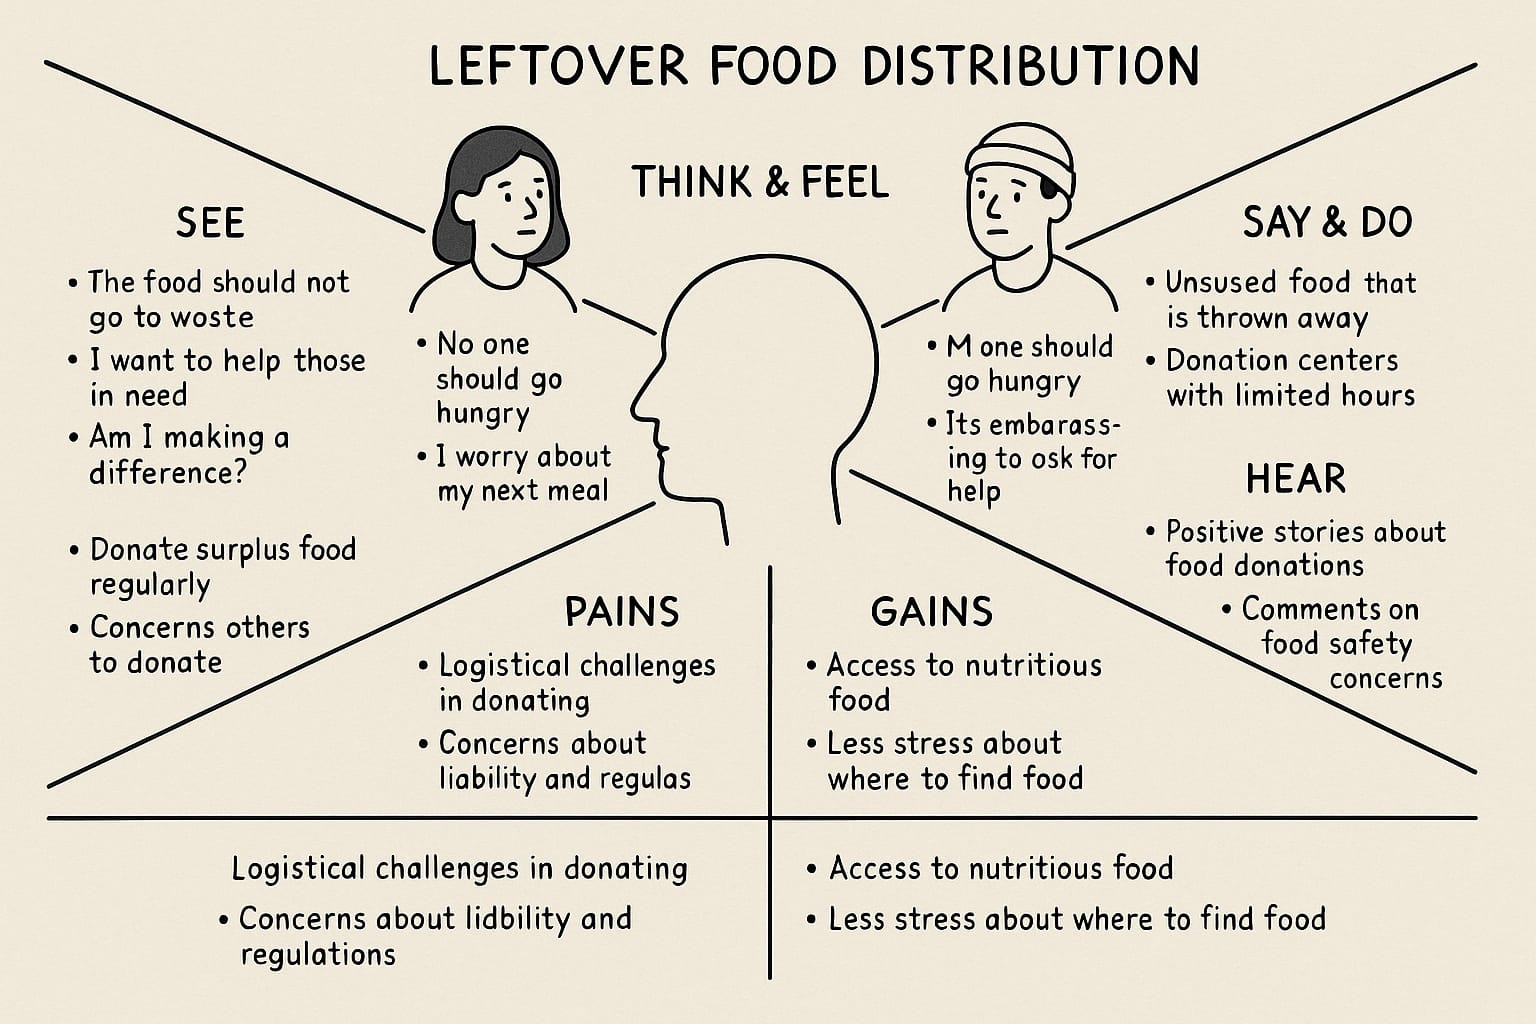 LEFTOVER FOOD DISTRIBUTION
THINK & FEEL
SEE
• The food should not
go to woste
• I want to help those
in need
• Am I making a
difference?
• Donate surplus food
regularly
• Concerns others
to donate
• No one
should go
hungry
• I worry about
my next meal
• M one should
go hungry
• Its embarass-
ing to osk for
help
SAY & DO
• Unsused food that
is thrown away
• Donation centers
with limited hours
HEAR
• Positive stories about
food donations
• Comments on
food safety
concerns
PAINS
• Logistical challenges
in donating
• Concerns about
liability and regulas
GAINS
• Access to nutritious
food
• Less stress about
where to find food
Logistical challenges in donating
• Concerns about lidbility and
regulations
• Access to nutritious food
• Less stress about where to find food